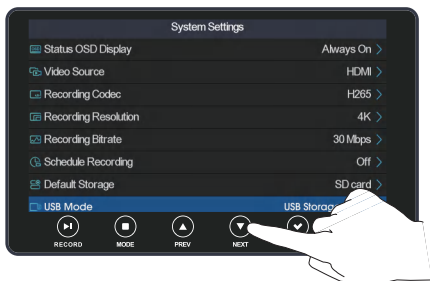 System Settings
Status OSD Display Always On
Video Source HDMI
Recording Codec H265
Recording Resolution 4K
Recording Bitrate 30 Mbps
Schedule Recording Off
Default Storage SD card
USB Mode USB Storage
RECORD MODE PREV NEXT